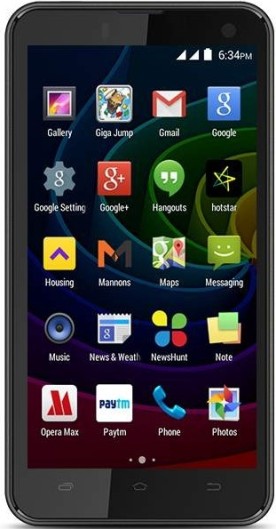 6:34PM
Gallery Giga Jump Gmail Google
Google Setting Google+ Hangouts hotstar
Housing Mannons Maps Messaging
Music News & Weath NewsHunt Note
Paytm
Opera Max Paytm Phone Photos